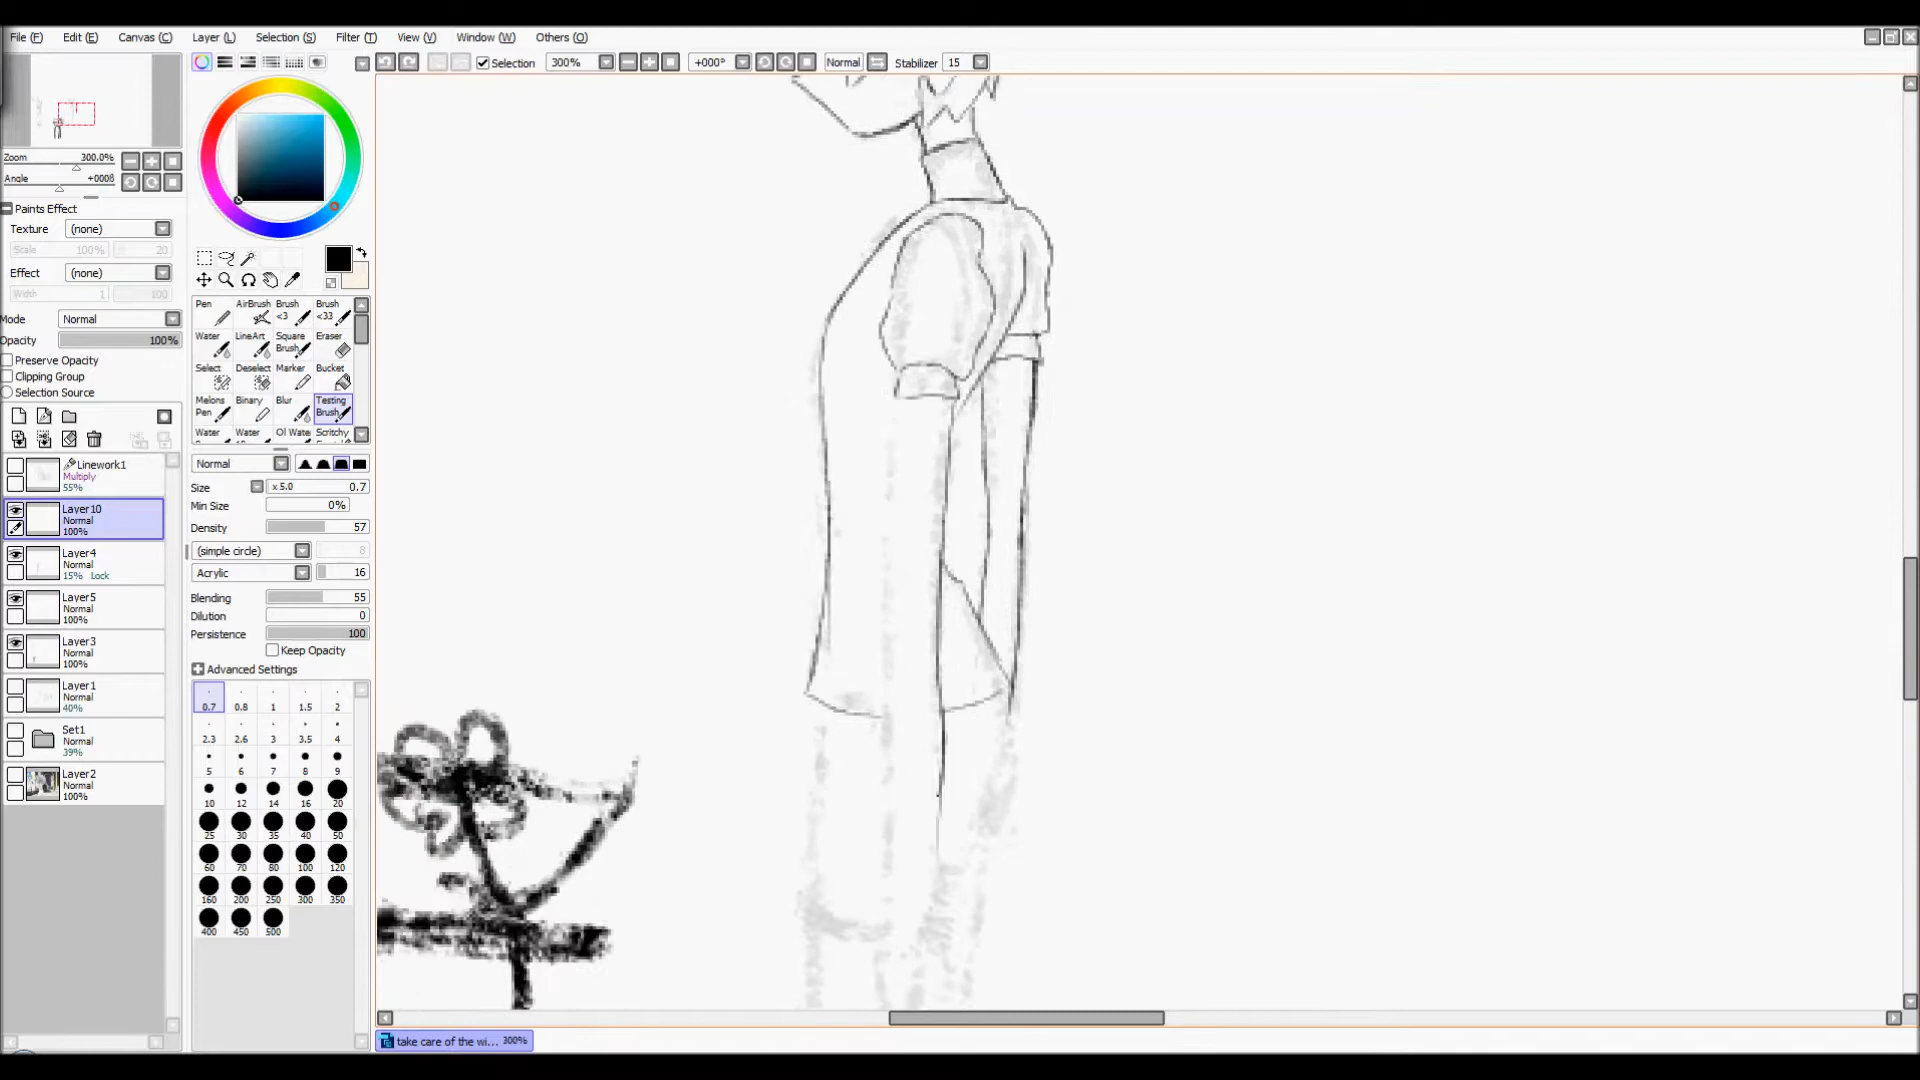 File (F) Edit (E) Canvas (C) Layer (L) Selection (S) Filter (T) View (V) Window (W) Others (O)
Selection 300% +000° Normal Stabilizer 15
Zoom 300.0%
Angle +000ß
Paints Effect
Texture (none)
Scale 100% 20
Effect (none)
Width 1 100
Mode Normal
Opacity 100%
Preserve Opacity
Clipping Group
Selection Source
Linework1
Multiply
55%
Layer10
Normal
100%
Layer4
Normal
15% Lock
Layer5
Normal
100%
Layer3
Normal
100%
Layer1
Normal
40%
Set1
Normal
39%
Layer2
Normal
100%
Pen AirBrush Brush <3 Brush <33
Water LineArt Square Brush Eraser
Select Deselect Marker Bucket
Melons Pen Binary Blur Testing Brush
Water Water Ol Wate Scritchy
Normal
Size x 5.0 0.7
Min Size 0%
Density 57
(simple circle) 8
Acrylic 16
Blending 55
Dilution 0
Persistence 100
Keep Opacity
Advanced Settings
0.7 0.8 1 1.5 2
2.3 2.6 3 3.5 4
5 6 7 8 9
10 12 14 16 20
25 30 35 40 50
60 70 80 100 120
160 200 250 300 350
400 450 500
take care of the wi... 300%